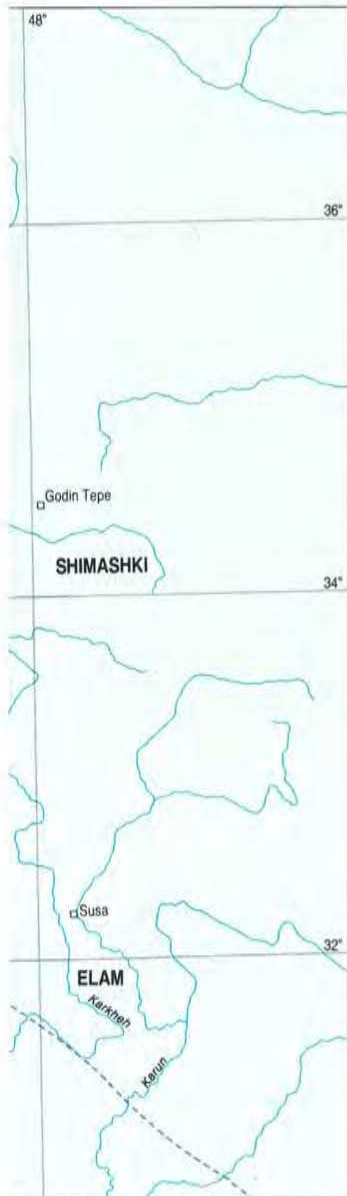 48°
36°
Godin Tepe
SHIMASHKI
34°
Susa
32°
ELAM
Karkheh
Karun